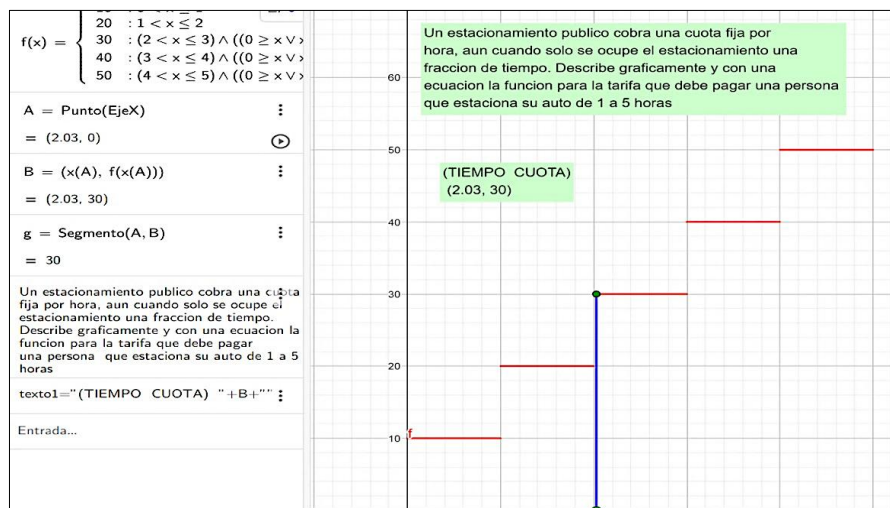 f(x) =
20 : 1 < x ≤ 2
30 : (2 < x ≤ 3) ∧ ((0 ≥ x ∨ x
40 : (3 < x ≤ 4) ∧ ((0 ≥ x ∨ x
50 : (4 < x ≤ 5) ∧ ((0 ≥ x ∨ x
A = Punto(EjeX)
= (2.03, 0)
B = (x(A), f(x(A)))
= (2.03, 30)
g = Segmento(A, B)
= 30
Un estacionamiento publico cobra una cuota
fija por hora, aun cuando solo se ocupe el
estacionamiento una fraccion de tiempo.
Describe graficamente y con una ecuacion la
funcion para la tarifa que debe pagar
una persona que estaciona su auto de 1 a 5
horas
texto1="(TIEMPO CUOTA) "+B+""
Entrada...
Un estacionamiento publico cobra una cuota fija por
hora, aun cuando solo se ocupe el estacionamiento una
fraccion de tiempo. Describe graficamente y con una
ecuacion la funcion para la tarifa que debe pagar una persona
que estaciona su auto de 1 a 5 horas
(TIEMPO CUOTA)
(2.03, 30)
60
50
40
30
20
10
f